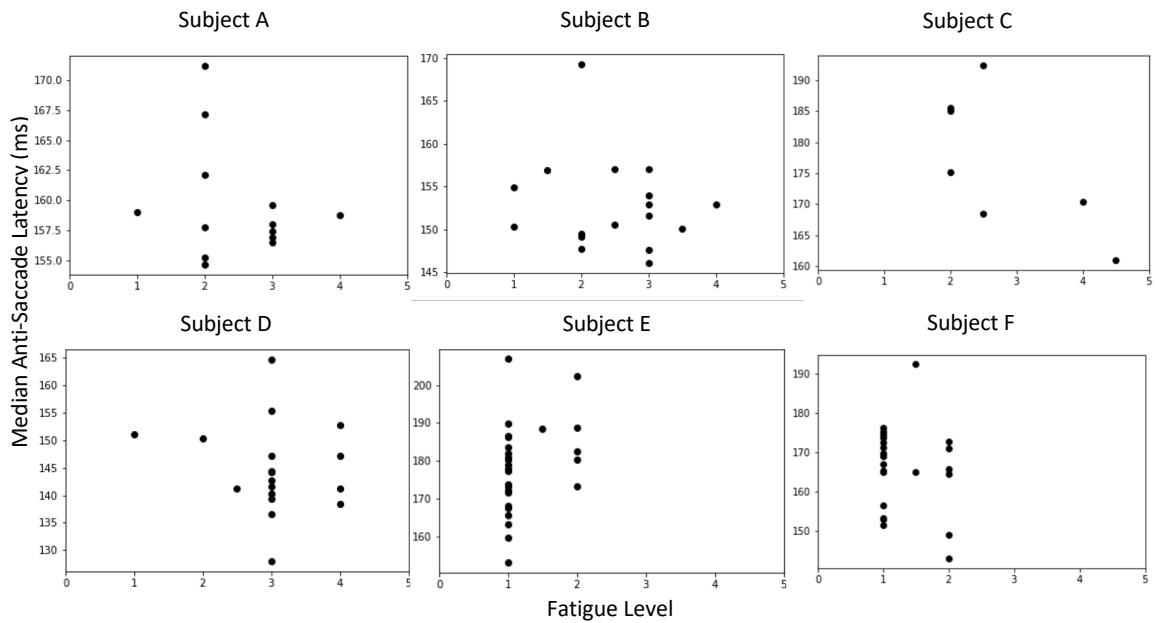 Subject A
Subject B
Subject C
Median Anti-Saccade Latency (ms)
170.0
167.5
165.0
162.5
160.0
157.5
155.0
0 1 2 3 4 5
170
165
160
155
150
145
0 1 2 3 4 5
190
185
180
175
170
165
160
0 1 2 3 4 5
Subject D
Subject E
Subject F
165
160
155
150
145
140
135
130
0 1 2 3 4 5
200
190
180
170
160
0 1 2 3 4 5
190
180
170
160
150
0 1 2 3 4 5
Fatigue Level